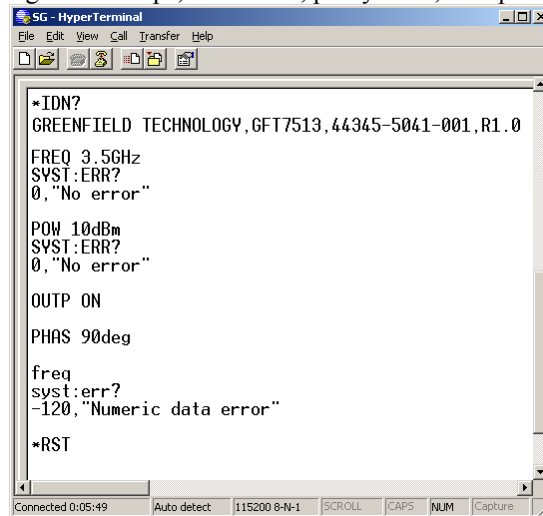 SG - HyperTerminal
File Edit View Call Transfer Help
*IDN?
GREENFIELD TECHNOLOGY,GFT7513,44345-5041-001,R1.0
FREQ 3.5GHz
SYST:ERR?
0,"No error"
POW 10dBm
SYST:ERR?
0,"No error"
OUTP ON
PHAS 90deg
freq
syst:err?
-120,"Numeric data error"
*RST
Connected 0:05:49 Auto detect 115200 8-N-1 SCROLL CAPS NUM Capture